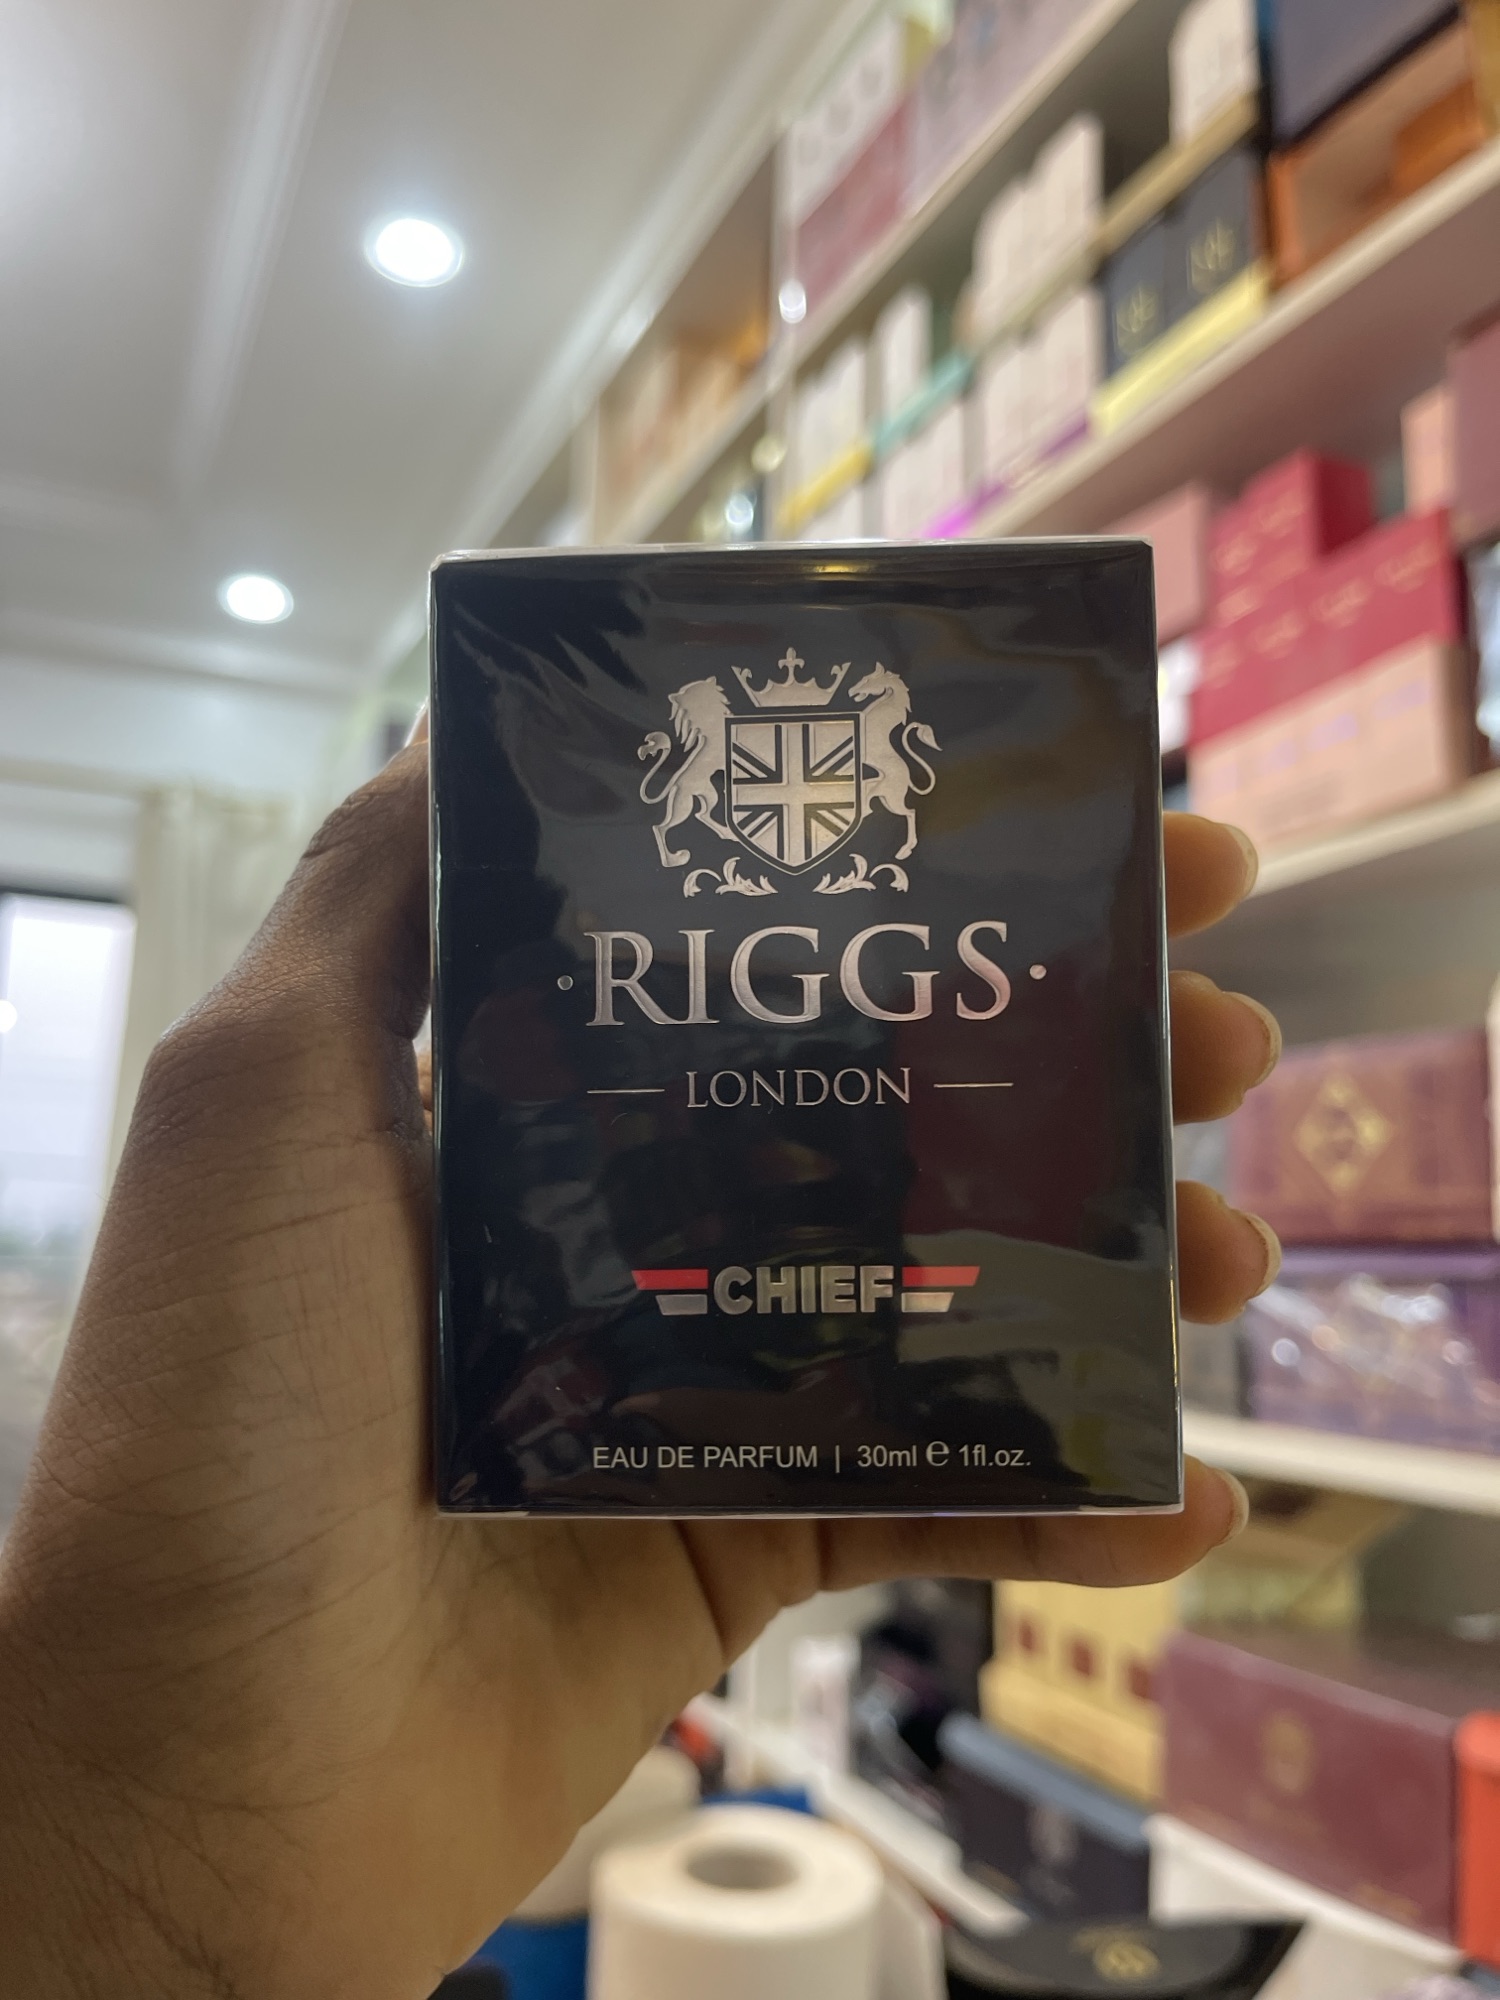 ·RIGGS·
LONDON
CHIEF
EAU DE PARFUM | 30ml ℮ 1fl.oz.